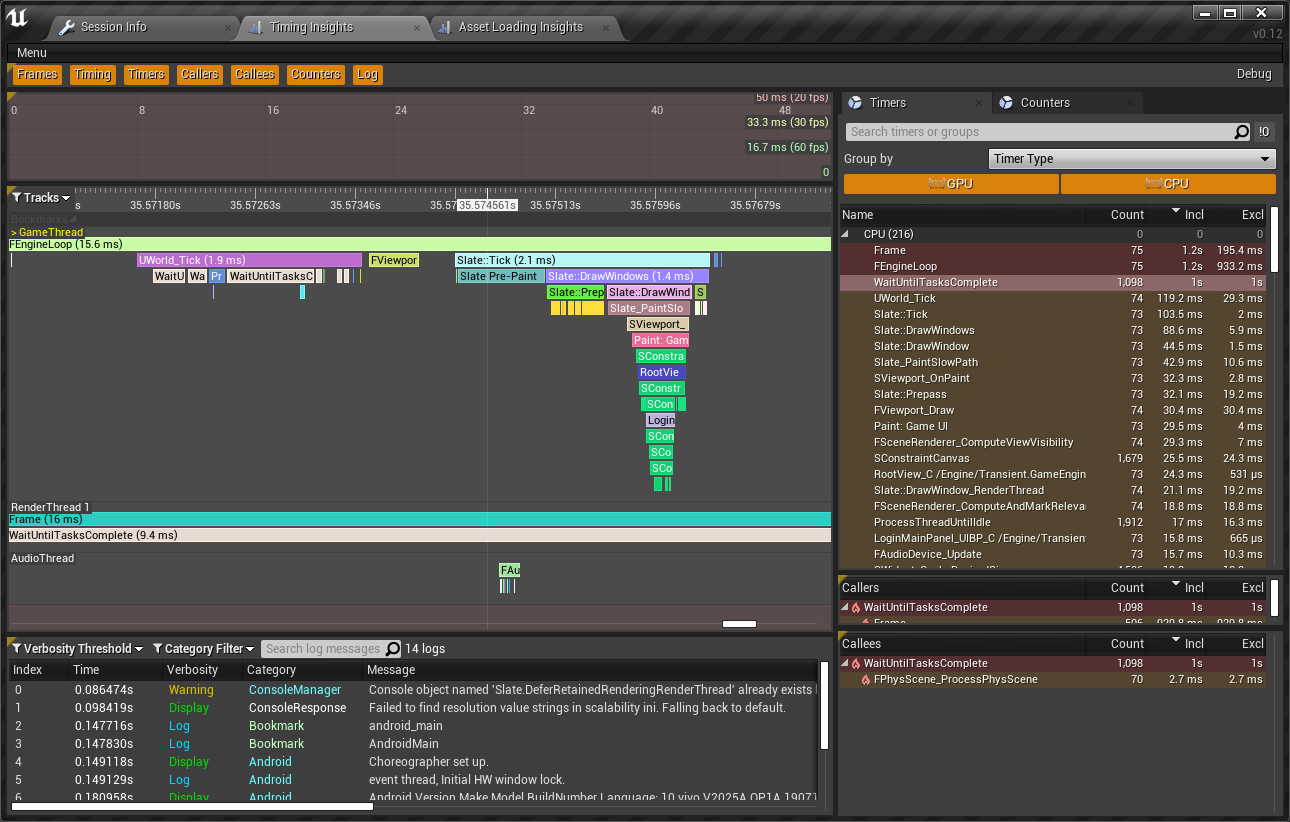 Session Info
Timing Insights
Asset Loading Insights
v0.12
Menu
Frames Timing Timers Callers Callees Counters Log Debug
50 ms (20 fps)
0 8 16 24 32 40 48
33.3 ms (30 fps)
16.7 ms (60 fps)
0
Tracks
s 35.57180s 35.57263s 35.57346s 35.57 35.574561s 35.57513s 35.57596s 35.57679s
Bookmarks
> GameThread
FEngineLoop (15.6 ms)
UWorld_Tick (1.9 ms) FViewpor Slate::Tick (2.1 ms)
WaitU Wa Pr WaitUntilTasksC Slate Pre-Paint Slate::DrawWindows (1.4 ms)
Slate::Prep Slate::DrawWind S
Slate_PaintSlo
SViewport_
Paint: Gam
SConstra
RootVie
SConstr
SCon
Login
SCon
SCo
SCo
RenderThread 1
Frame (16 ms)
WaitUntilTasksComplete (9.4 ms)
AudioThread
FAu
Verbosity Threshold Category Filter Search log messages 14 logs
Index Time Verbosity Category Message
0 0.086474s Warning ConsoleManager Console object named 'Slate.DeferRetainedRenderingRenderThread' already exists
1 0.098419s Display ConsoleResponse Failed to find resolution value strings in scalability ini. Falling back to default.
2 0.147716s Log Bookmark android_main
3 0.147830s Log Bookmark AndroidMain
4 0.149118s Display Android Choreographer set up.
5 0.149129s Log Android event thread, Initial HW window lock.
6 0.180958s Display Android Android Version Make Model BuildNumber Language: 10 vivo V2025A QP1A.19071
Timers Counters
Search timers or groups !0
Group by Timer Type
GPU CPU
Name Count Incl Excl
CPU (216) 0 0 0
Frame 75 1.2s 195.4 ms
FEngineLoop 75 1.2s 933.2 ms
WaitUntilTasksComplete 1,098 1s 1s
UWorld_Tick 74 119.2 ms 29.3 ms
Slate::Tick 73 103.5 ms 2 ms
Slate::DrawWindows 73 88.6 ms 5.9 ms
Slate::DrawWindow 73 44.5 ms 1.5 ms
Slate_PaintSlowPath 73 42.9 ms 10.6 ms
SViewport_OnPaint 73 32.3 ms 2.8 ms
Slate::Prepass 73 32.1 ms 19.2 ms
FViewport_Draw 74 30.4 ms 30.4 ms
Paint: Game UI 73 29.5 ms 4 ms
FSceneRenderer_ComputeViewVisibility 74 29.3 ms 7 ms
SConstraintCanvas 1,679 25.5 ms 24.3 ms
RootView_C /Engine/Transient.GameEngin 73 24.3 ms 531 µs
Slate::DrawWindow_RenderThread 74 21.1 ms 19.2 ms
FSceneRenderer_ComputeAndMarkReleva 74 18.8 ms 18.8 ms
ProcessThreadUntilIdle 1,912 17 ms 16.3 ms
LoginMainPanel_UIBP_C /Engine/Transien 73 15.8 ms 665 µs
FAudioDevice_Update 73 15.7 ms 10.3 ms
Callers Count Incl Excl
WaitUntilTasksComplete 1,098 1s 1s
Callees Count Incl Excl
WaitUntilTasksComplete 1,098 1s 1s
FPhysScene_ProcessPhysScene 70 2.7 ms 2.7 ms